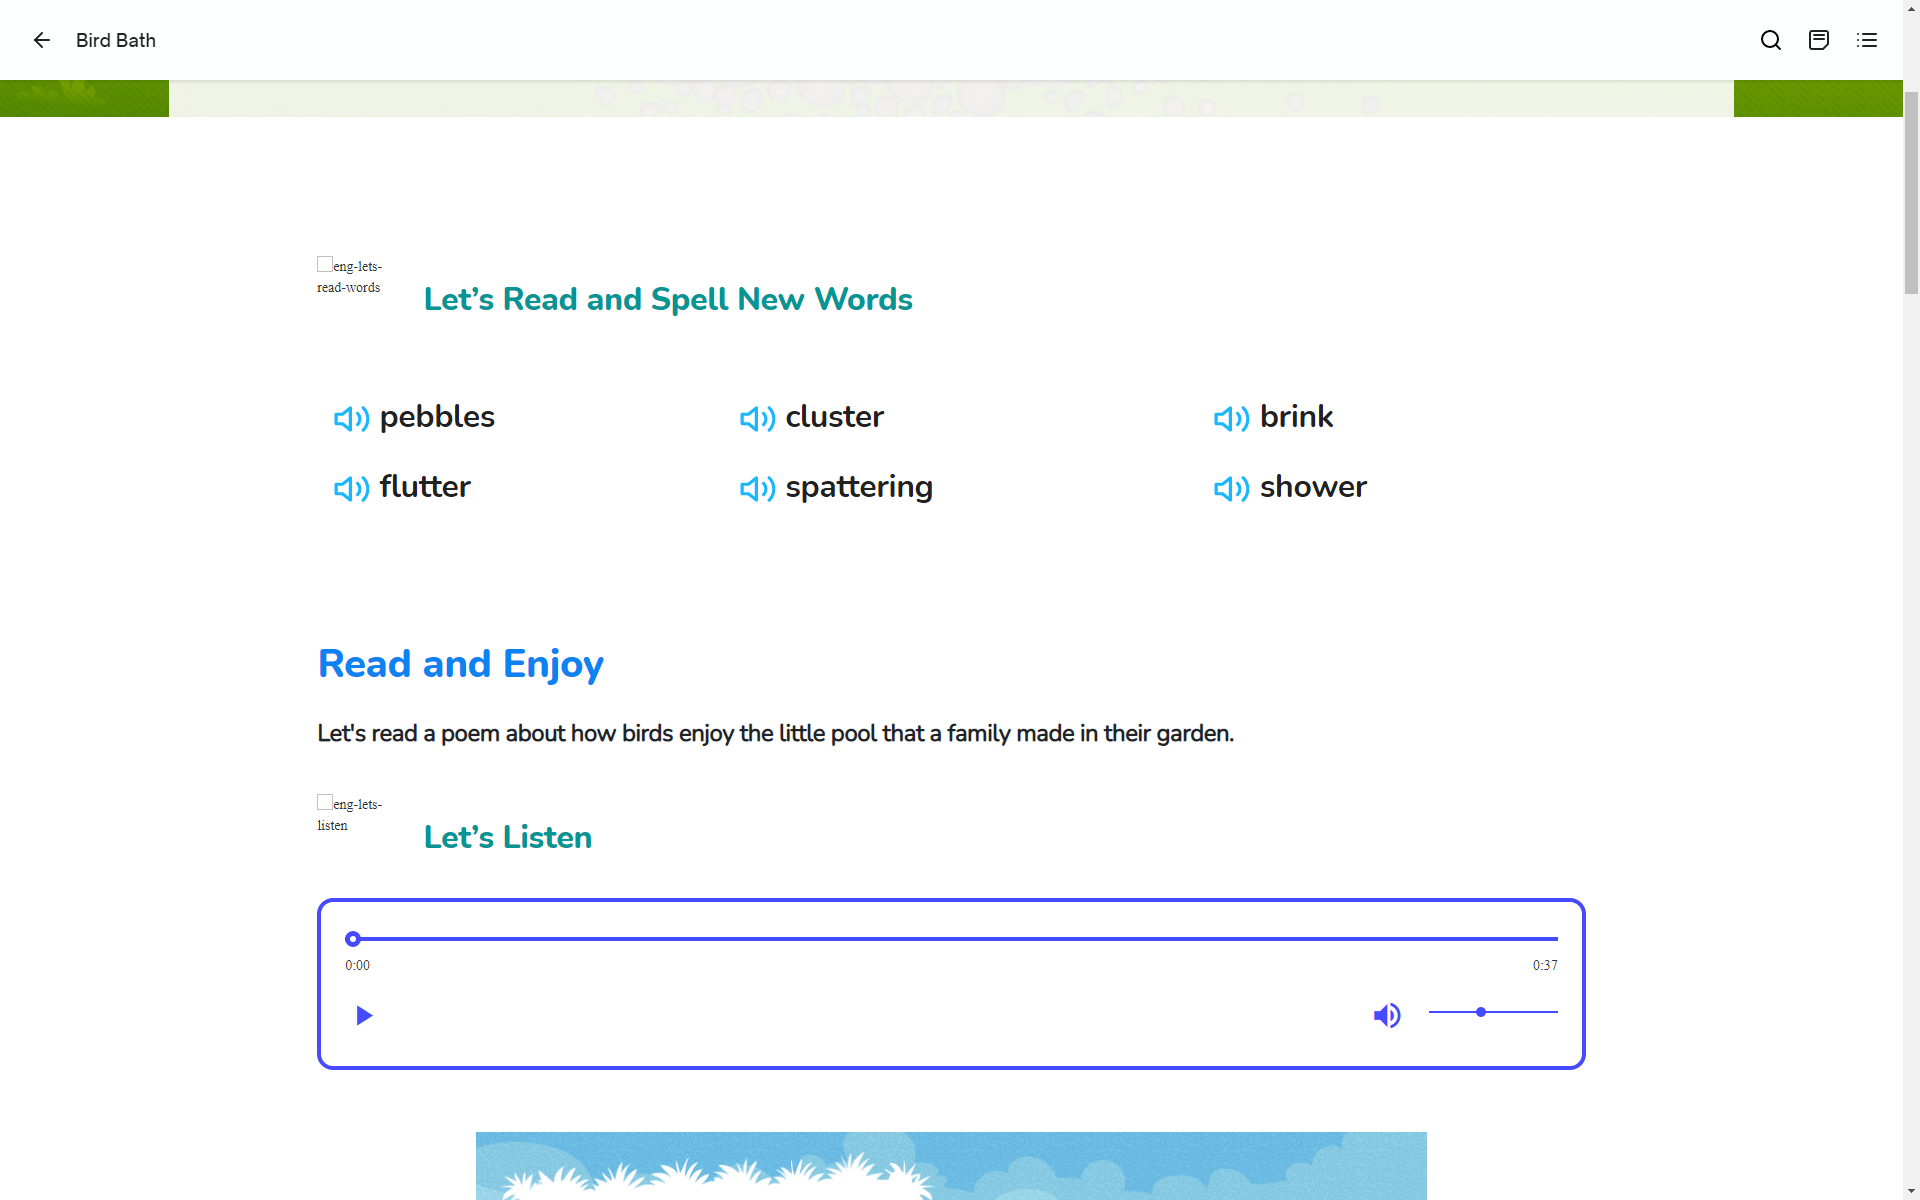 Bird Bath
eng-lets-
read-words
Let’s Read and Spell New Words
pebbles cluster brink
flutter spattering shower
Read and Enjoy
Let's read a poem about how birds enjoy the little pool that a family made in their garden.
eng-lets-
listen
Let’s Listen
0:00 0:37